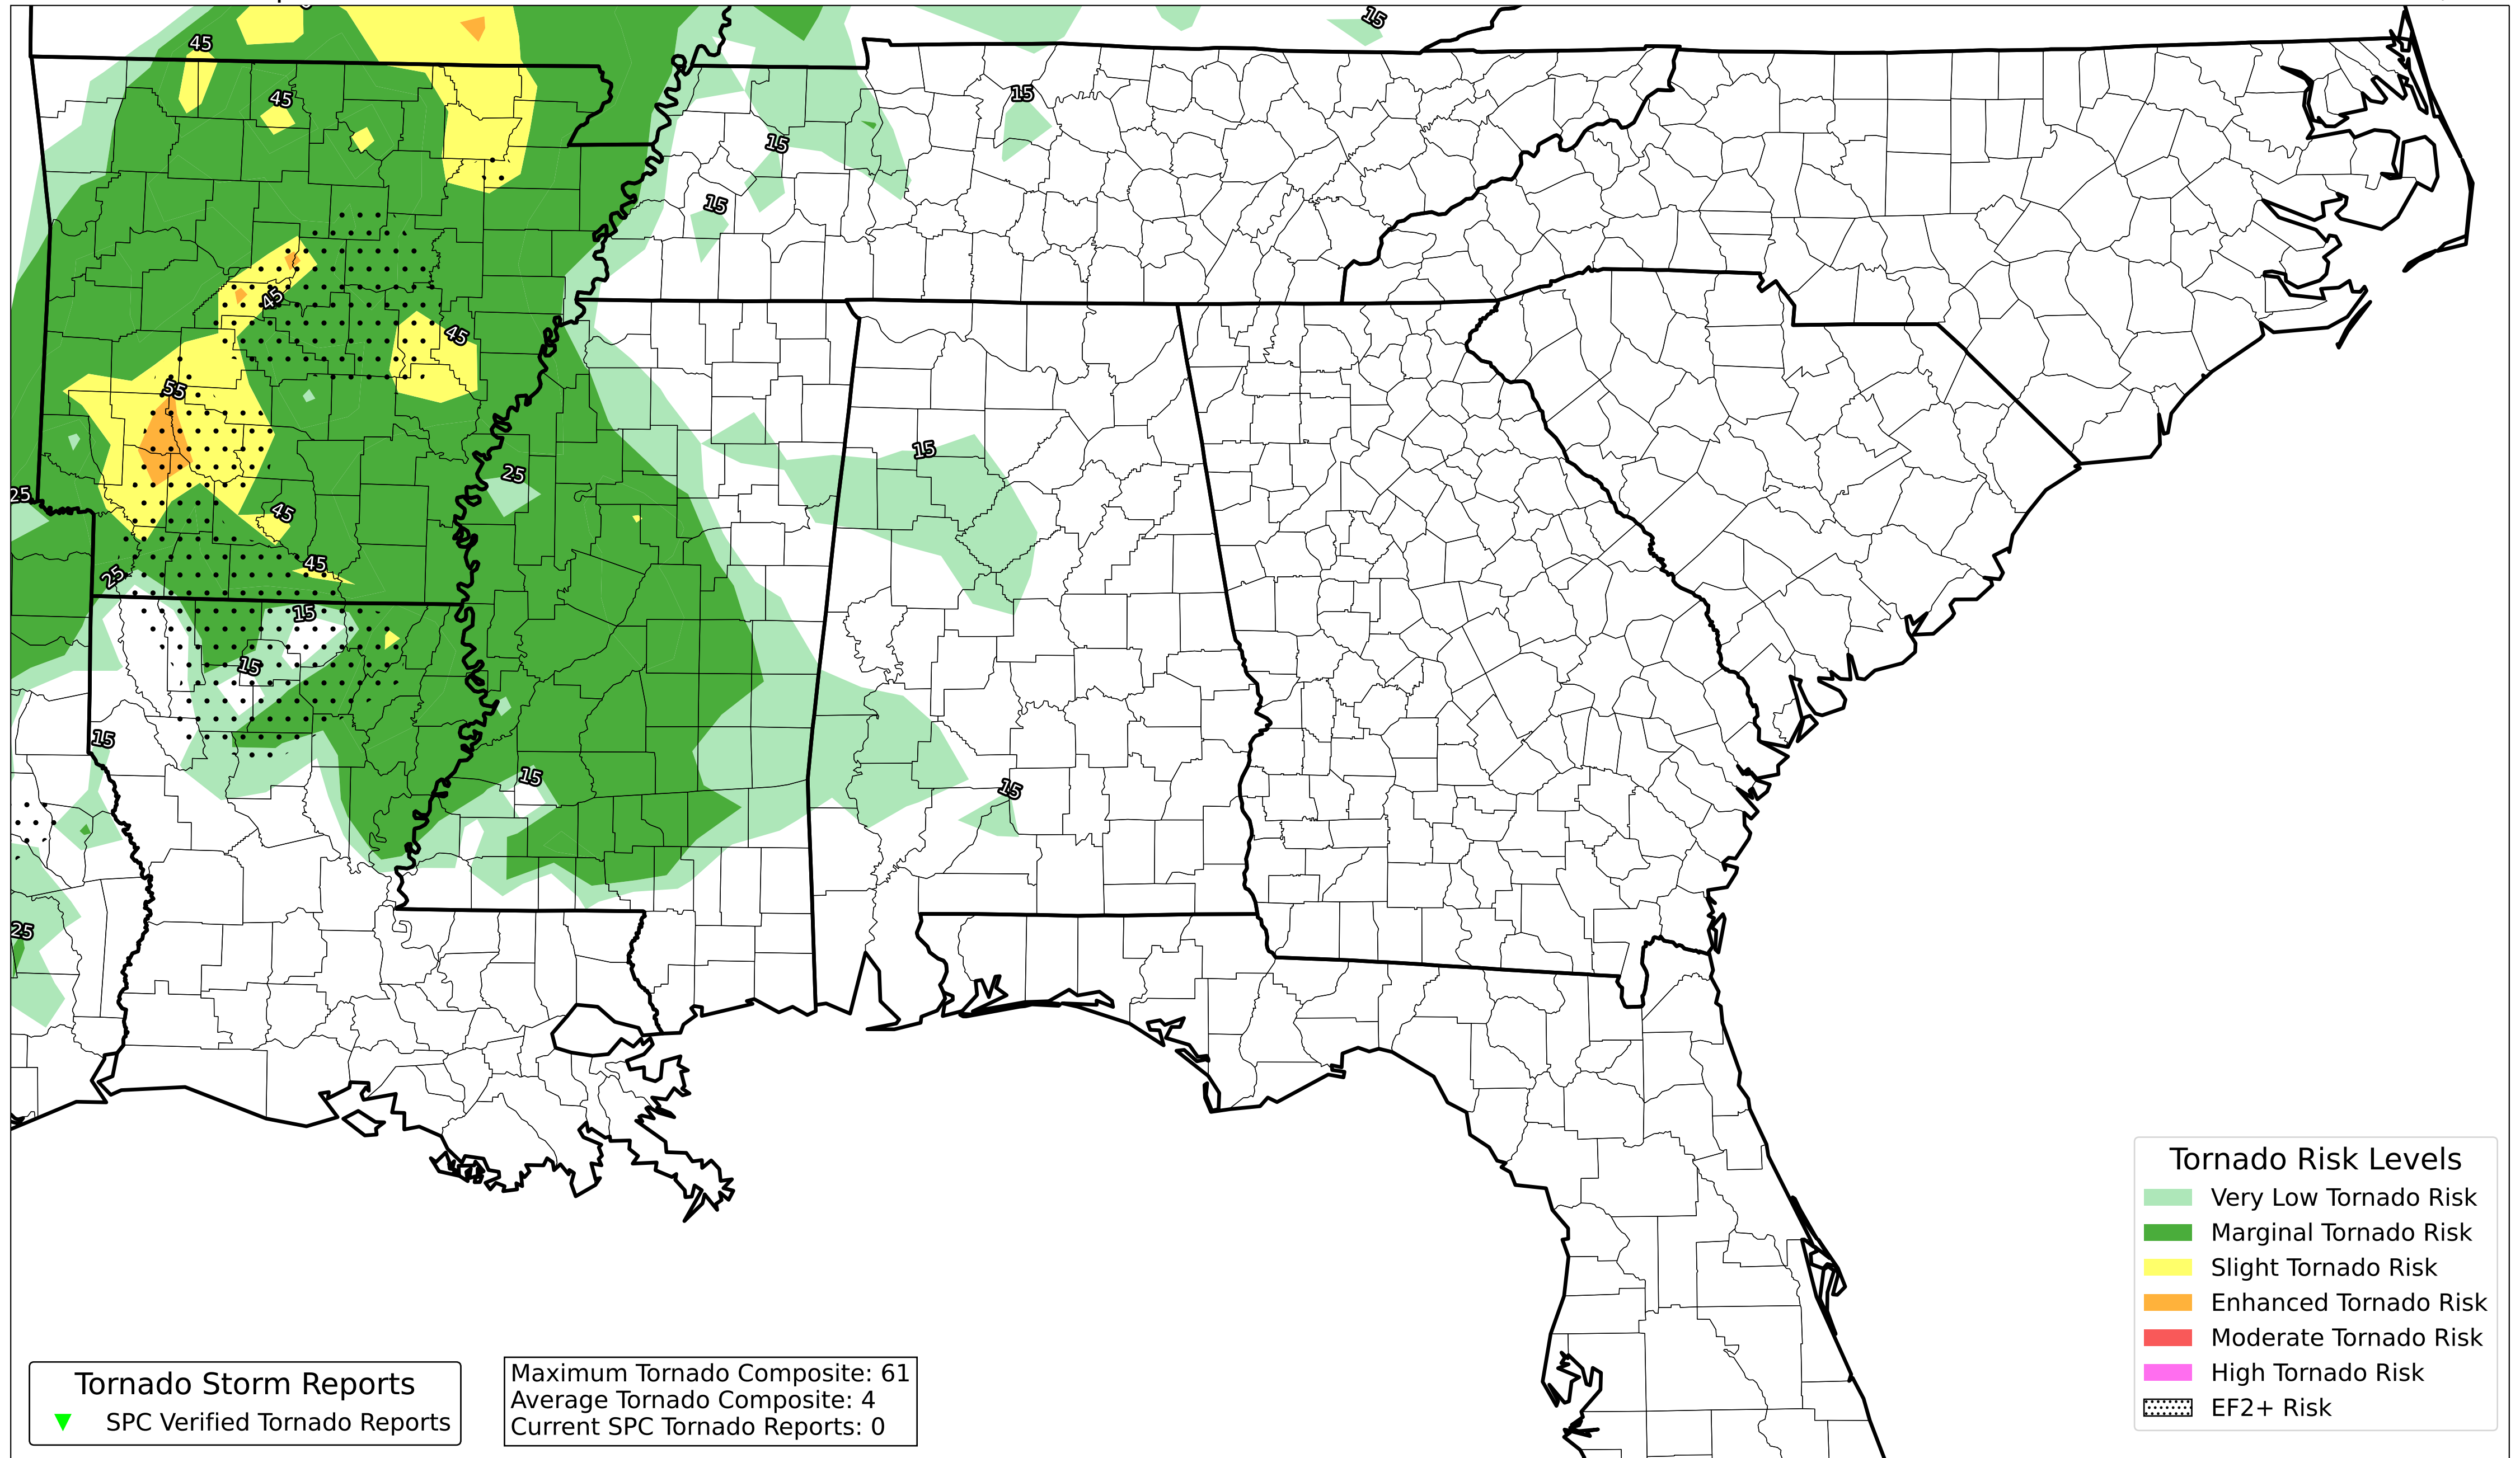 15
45
45
15
15
15
45
45
55
15
25
25
45
45
25
15
15
15
15
15
25
Tornado Risk Levels
Very Low Tornado Risk
Marginal Tornado Risk
Slight Tornado Risk
Enhanced Tornado Risk
Moderate Tornado Risk
High Tornado Risk
EF2+ Risk
Tornado Storm Reports
SPC Verified Tornado Reports
Maximum Tornado Composite: 61
Average Tornado Composite: 4
Current SPC Tornado Reports: 0